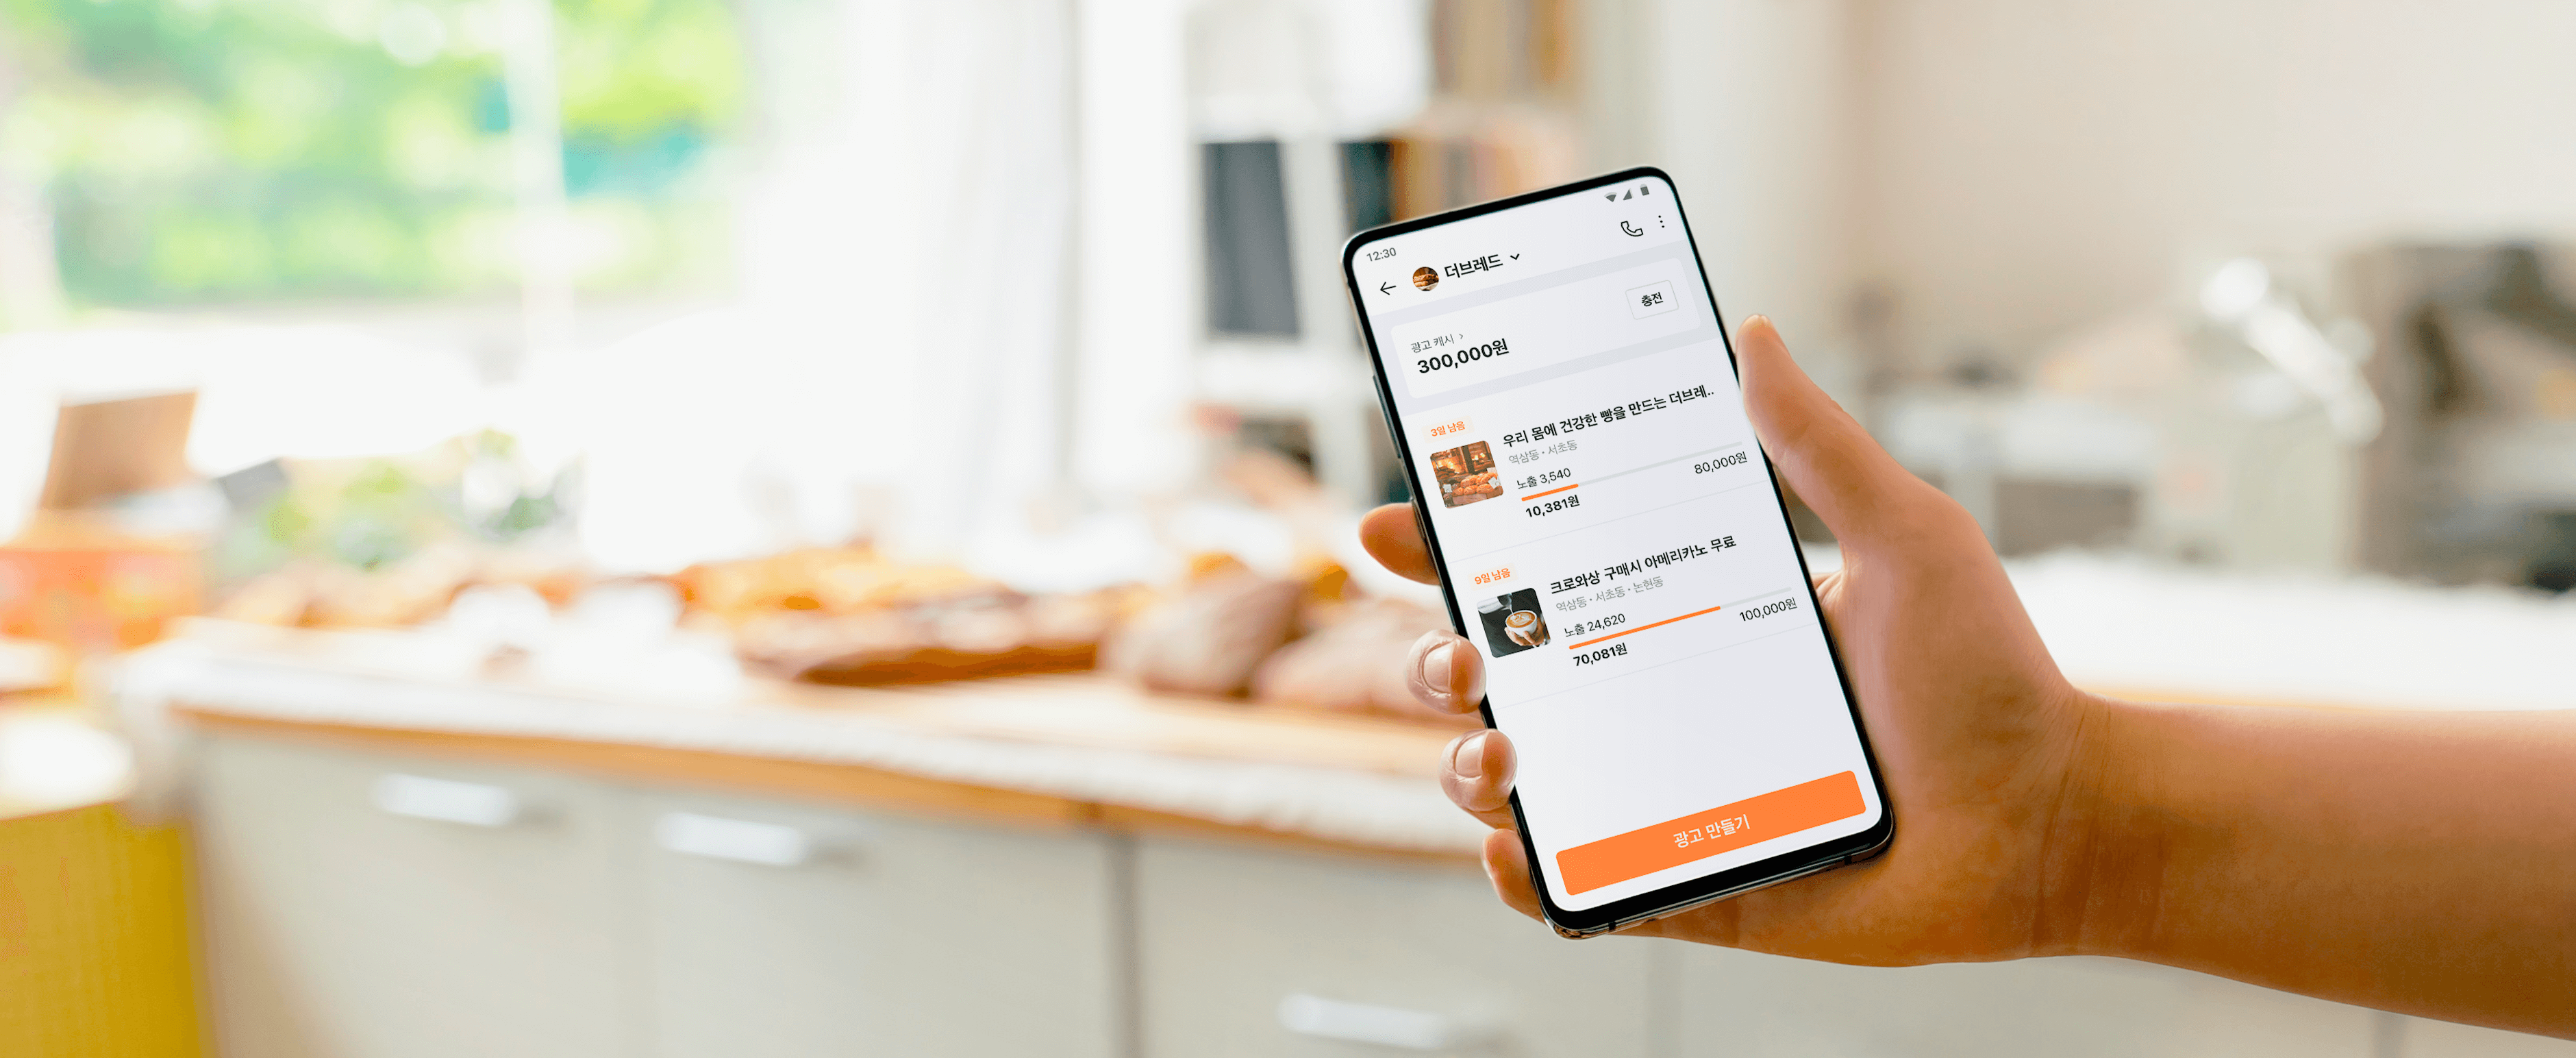 12:30
더브레드
충전
광고 캐시
300,000원
3일 남음
우리 몸에 건강한 빵을 만드는 더브레..
역삼동 • 서초동
노출 3,540
80,000원
10,381원
9일 남음
크로와상 구매시 아메리카노 무료
역삼동 • 서초동 • 논현동
노출 24,620
100,000원
70,081원
광고 만들기